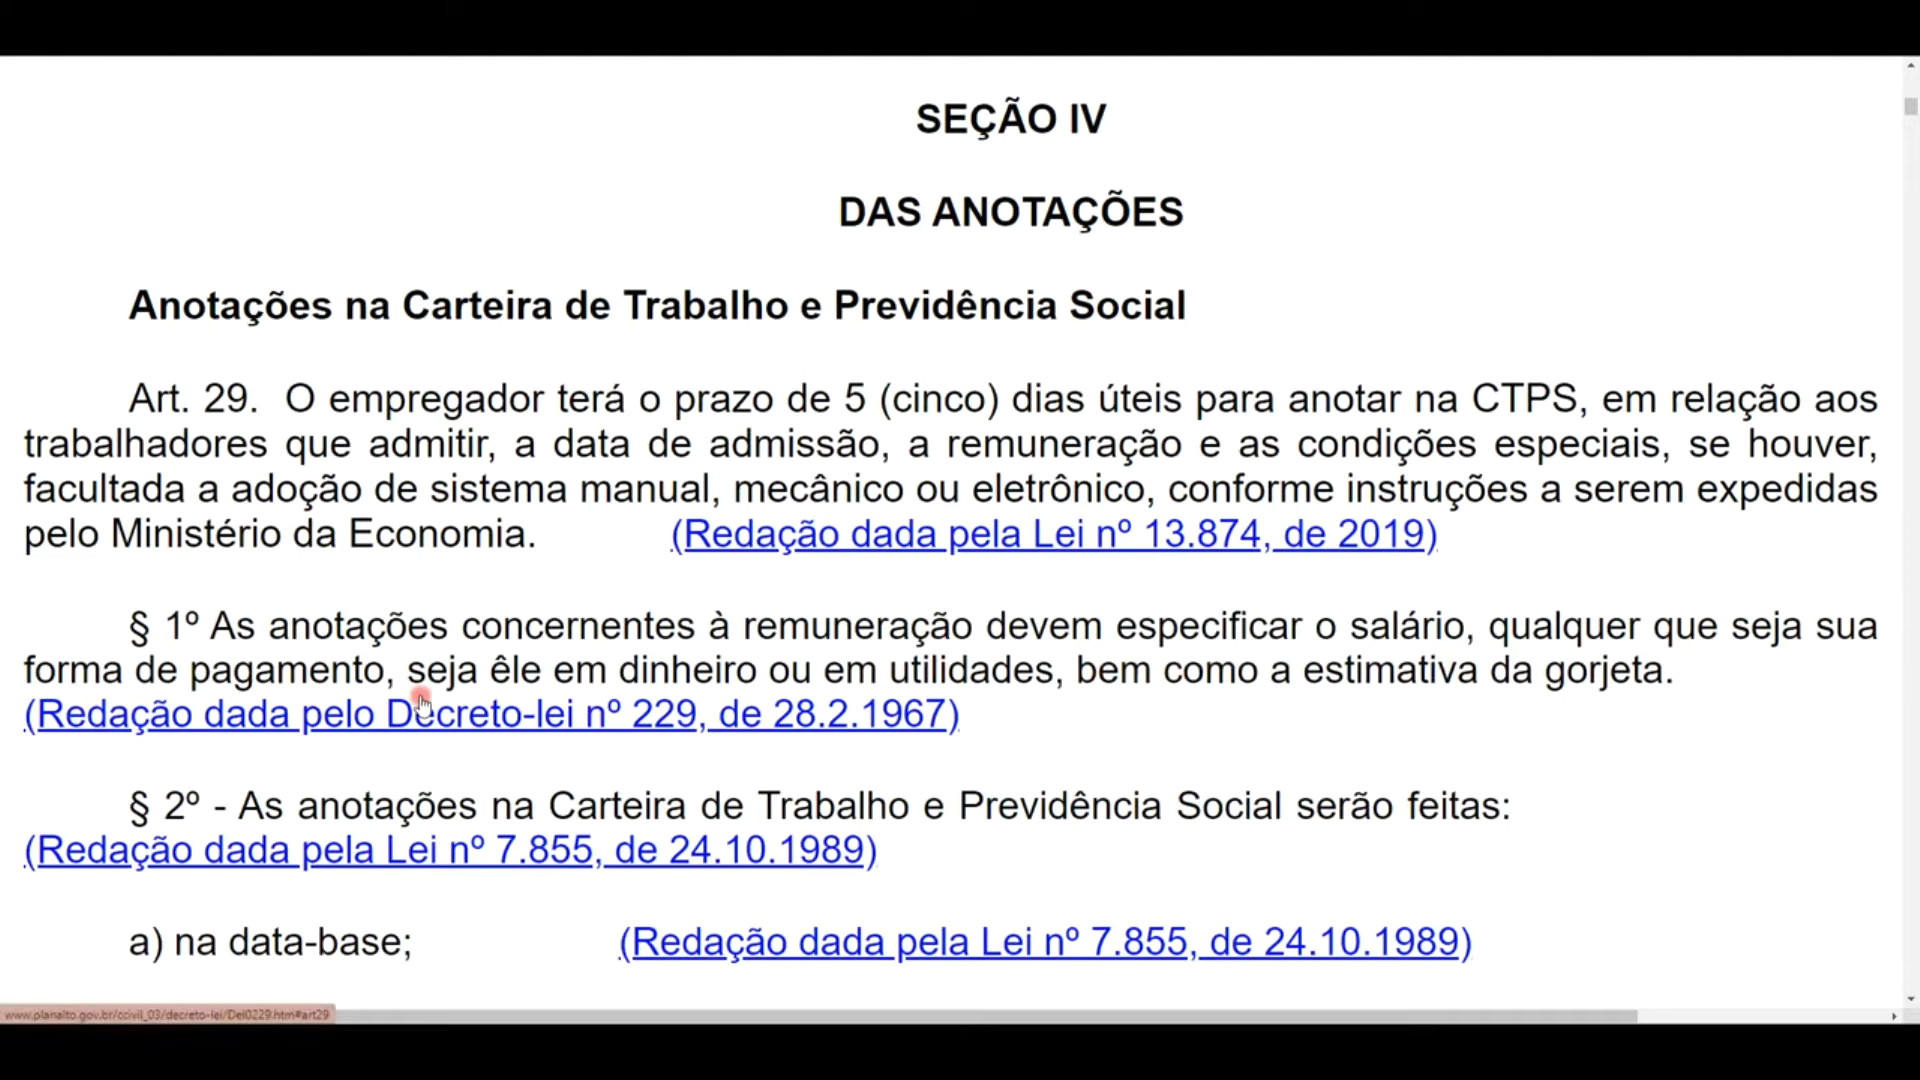 SEÇÃO IV
DAS ANOTAÇÕES
Anotações na Carteira de Trabalho e Previdência Social
Art. 29. O empregador terá o prazo de 5 (cinco) dias úteis para anotar na CTPS, em relação aos
trabalhadores que admitir, a data de admissão, a remuneração e as condições especiais, se houver,
facultada a adoção de sistema manual, mecânico ou eletrônico, conforme instruções a serem expedidas
pelo Ministério da Economia. (Redação dada pela Lei nº 13.874, de 2019)
§ 1º As anotações concernentes à remuneração devem especificar o salário, qualquer que seja sua
forma de pagamento, seja êle em dinheiro ou em utilidades, bem como a estimativa da gorjeta.
(Redação dada pelo Decreto-lei nº 229, de 28.2.1967)
§ 2º - As anotações na Carteira de Trabalho e Previdência Social serão feitas:
(Redação dada pela Lei nº 7.855, de 24.10.1989)
a) na data-base; (Redação dada pela Lei nº 7.855, de 24.10.1989)
www.planalto.gov.br/ccivil_03/decreto-lei/Del0229.htm#art29